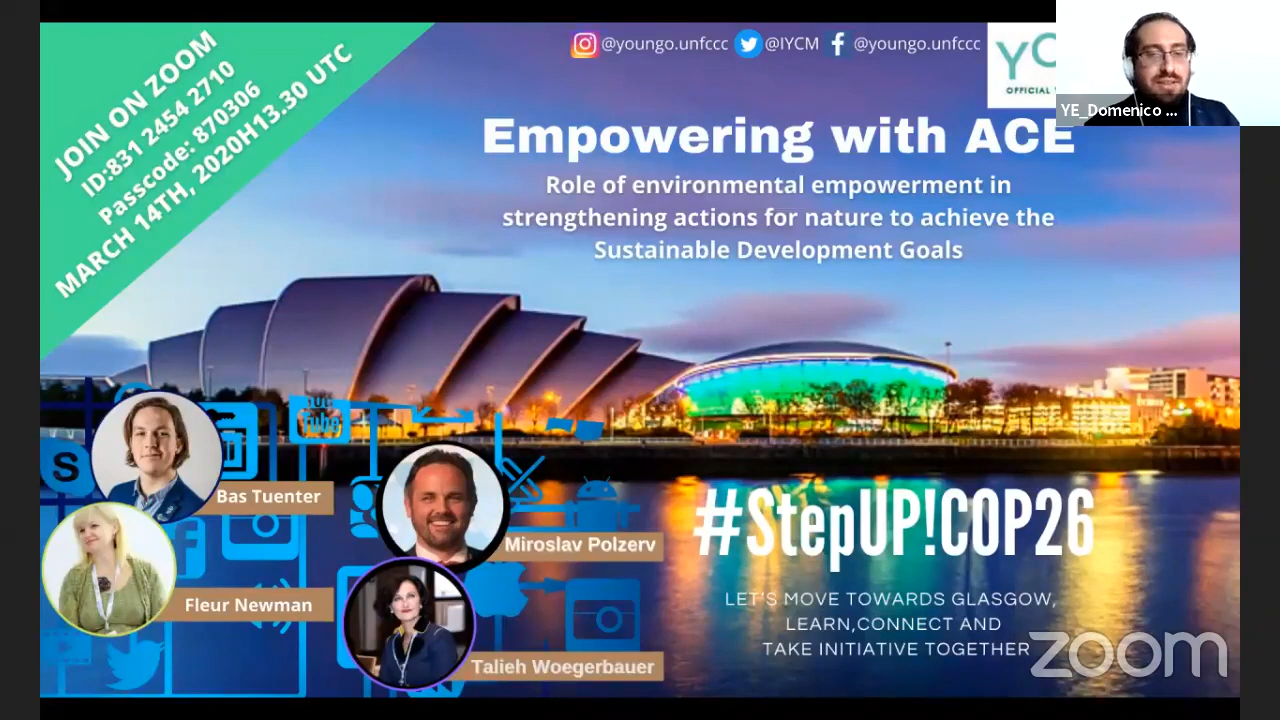 JOIN ON ZOOM
ID:831 2454 2710
Passcode: 870306
MARCH 14TH, 2020H13.30 UTC
@youngo.unfccc @IYCM @youngo.unfccc
OFFICIAL
YE_Domenico ...
Empowering with ACE
Role of environmental empowerment in
strengthening actions for nature to achieve the
Sustainable Development Goals
Bas Tuenter
Miroslav Polzerv
Fleur Newman
Talieh Woegerbauer
#StepUP!COP26
LET'S MOVE TOWARDS GLASGOW,
LEARN,CONNECT AND
TAKE INITIATIVE TOGETHER
zoom